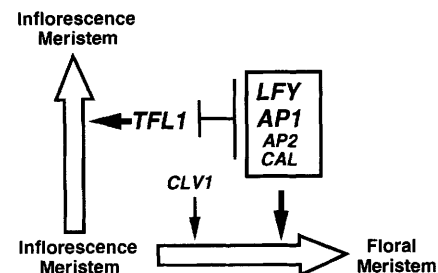 Inflorescence
Meristem
LFY
AP1
AP2
CAL
TFL1
CLV1
Inflorescence
Meristem
Floral
Meristem